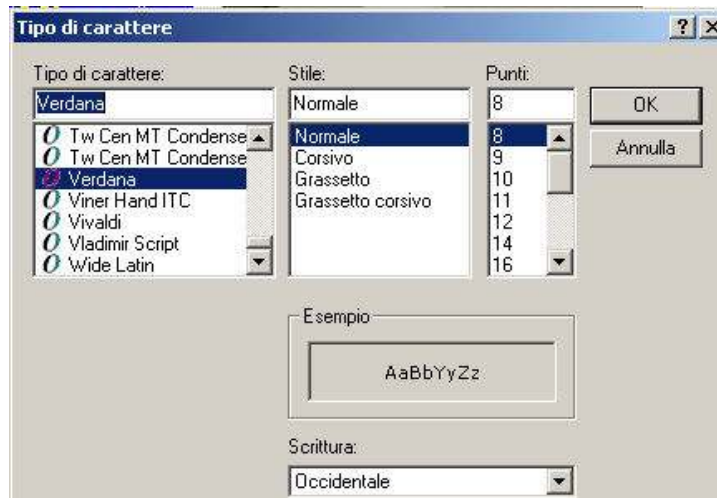 Tipo di carattere
Tipo di carattere:
Verdana
Tw Cen MT Condense
Tw Cen MT Condense
Verdana
Viner Hand ITC
Vivaldi
Vladimir Script
Wide Latin
Stile:
Normale
Normale
Corsivo
Grassetto
Grassetto corsivo
Punti:
8
8
9
10
11
12
14
16
OK
Annulla
Esempio
AaBbYyZz
Scrittura:
Occidentale